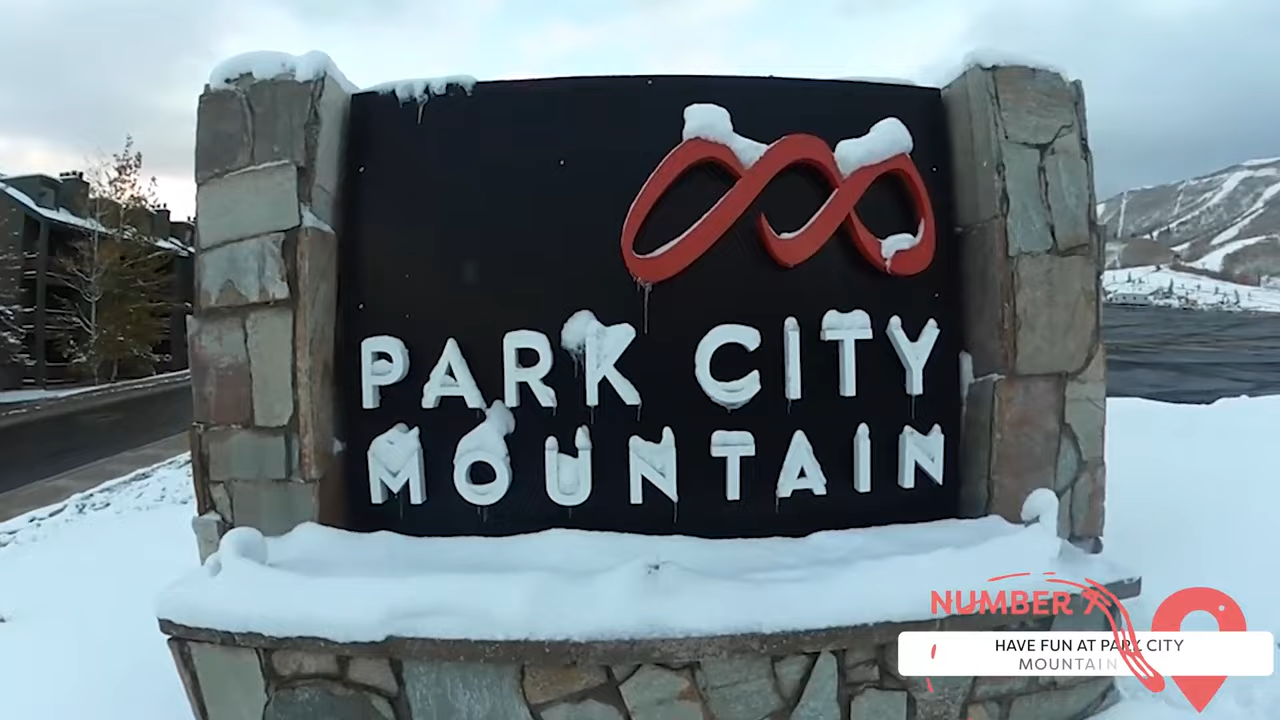 PARK CITY
MOUNTAIN
NUMBER
HAVE FUN AT PARK CITY
MOUNTAIN